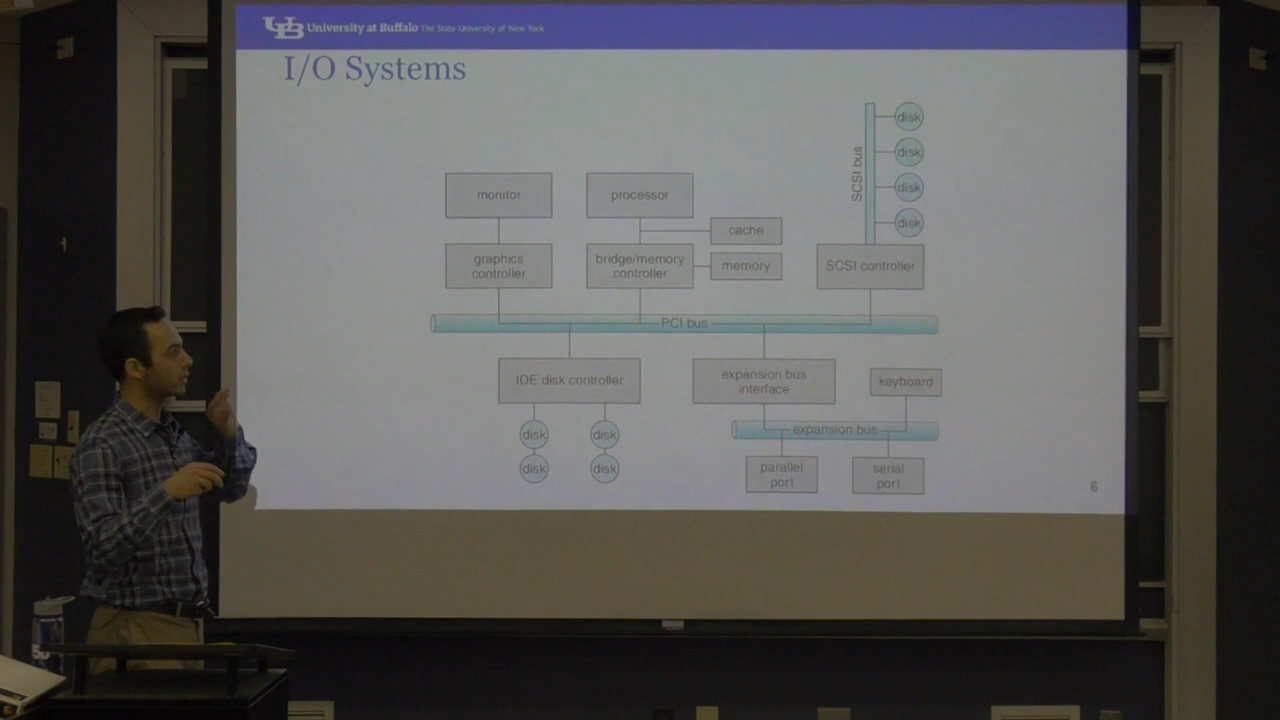 UB University at Buffalo The State University of New York
I/O Systems
disk
disk
disk
disk
SCSI bus
monitor
processor
cache
graphics
controller
bridge/memory
controller
memory
SCSI controller
PCI bus
IDE disk controller
expansion bus
interface
keyboard
disk
disk
disk
disk
expansion bus
parallel
port
serial
port
6